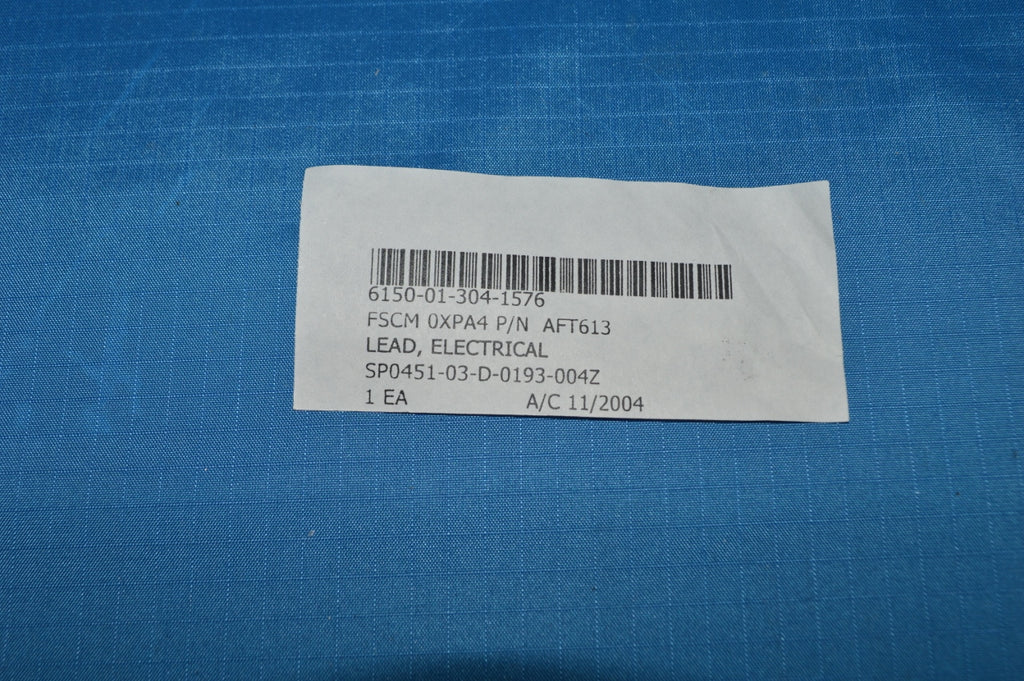 6150-01-304-1576
FSCM 0XPA4 P/N AFT613
LEAD, ELECTRICAL
SP0451-03-D-0193-004Z
1 EA A/C 11/2004